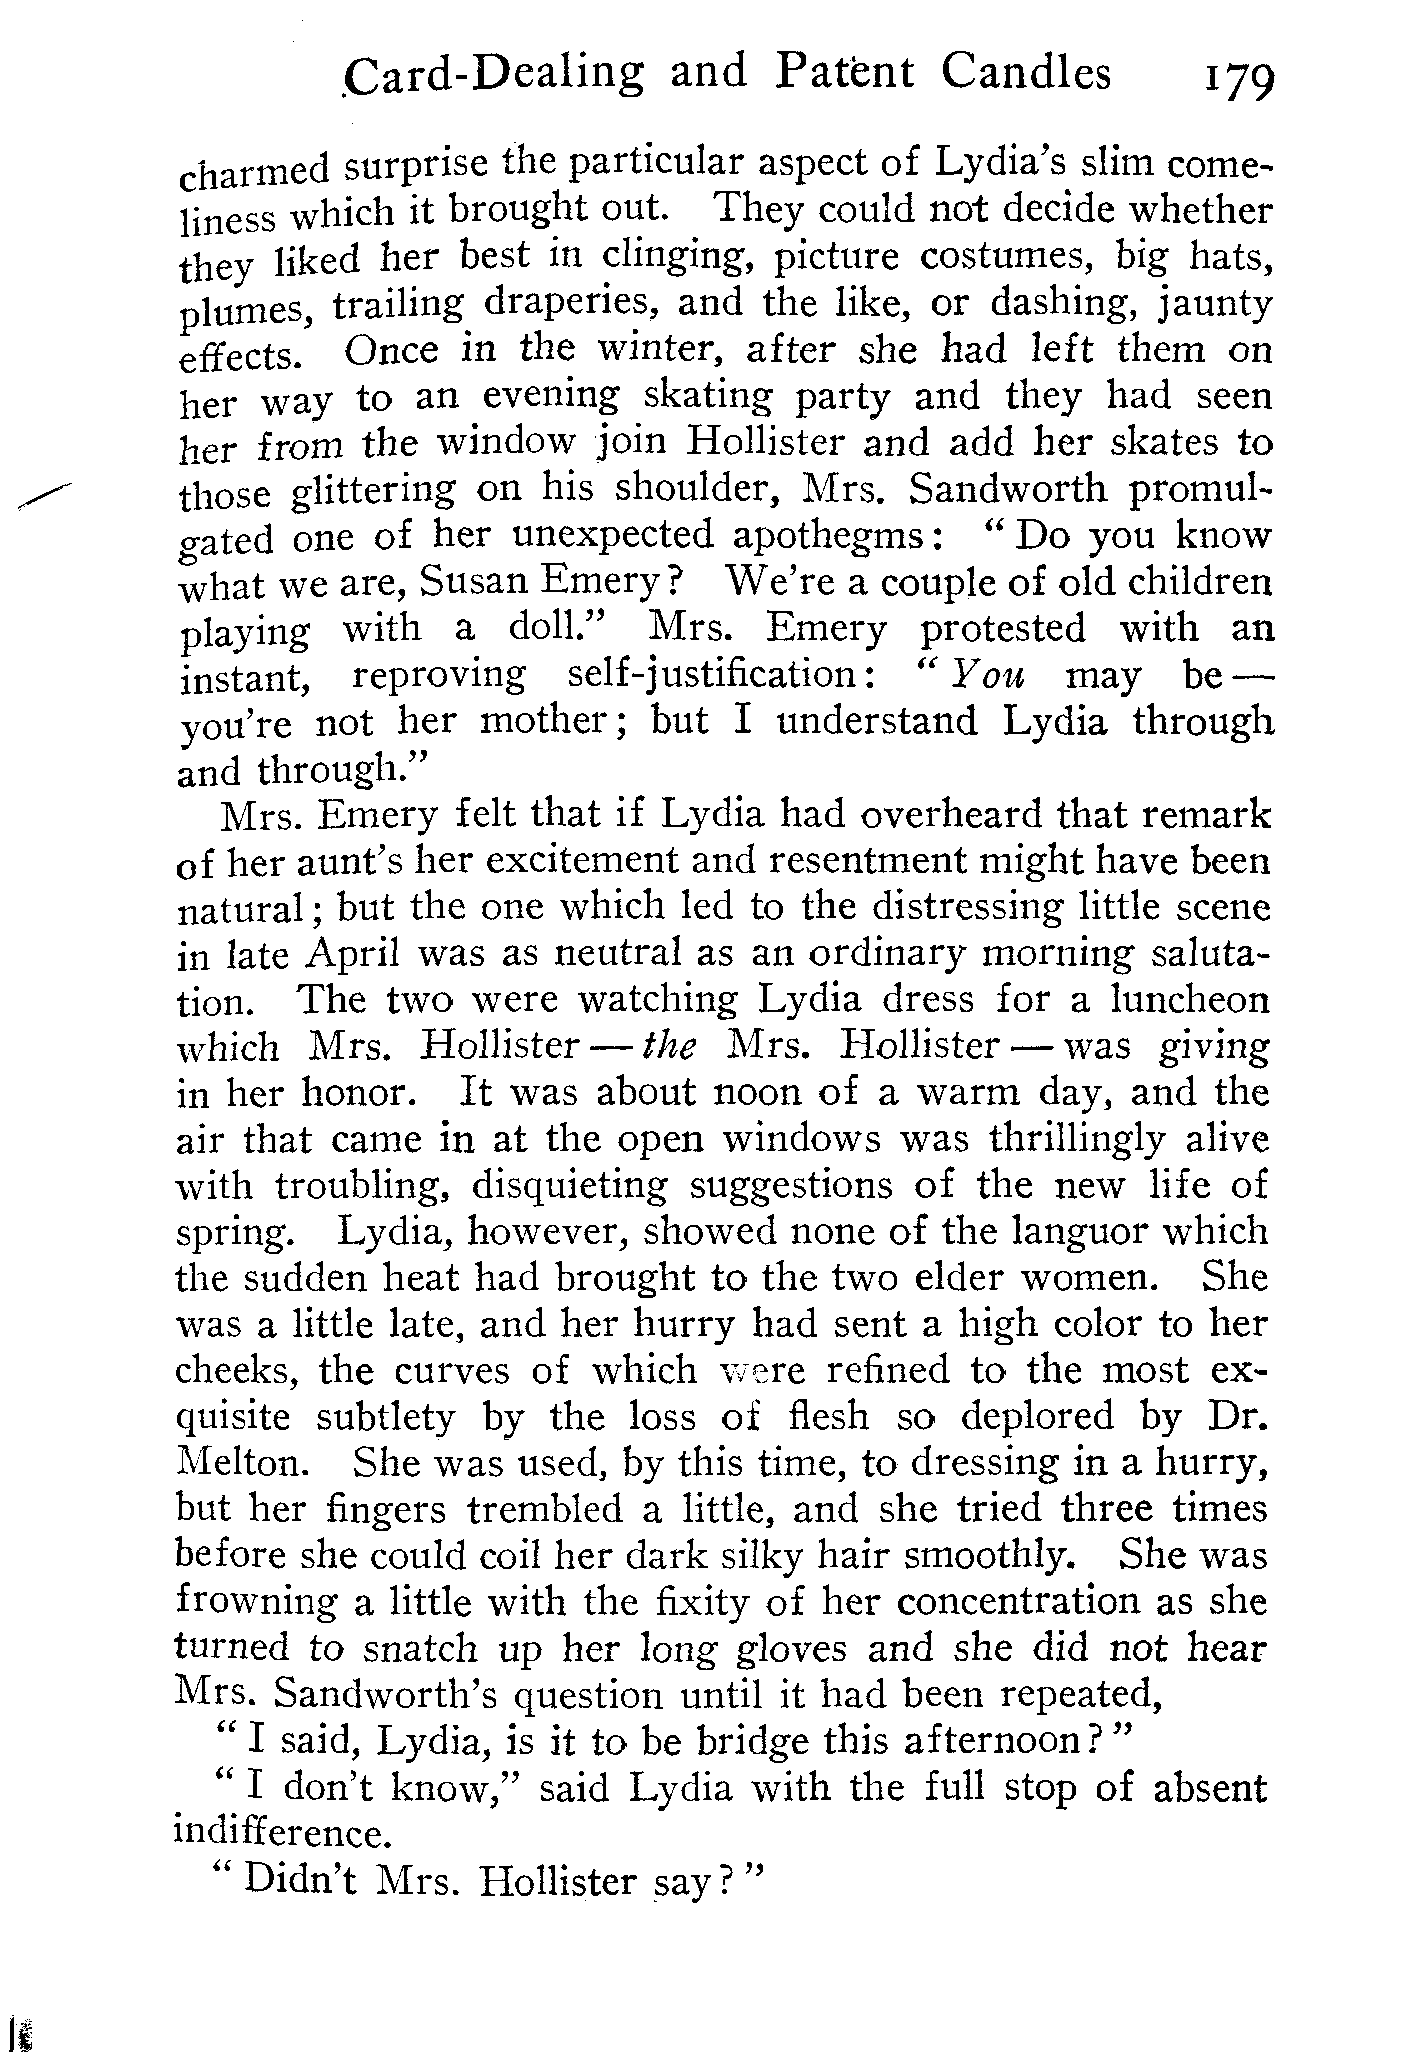 Card-Dealing and Patent Candles 179
charmed surprise the particular aspect of Lydia's slim come-
liness which it brought out. They could not decide whether
they liked her best in clinging, picture costumes, big hats,
plumes, trailing draperies, and the like, or dashing, jaunty
effects. Once in the winter, after she had left them on
her way to an evening skating party and they had seen
her from the window join Hollister and add her skates to
those glittering on his shoulder, Mrs. Sandworth promul-
gated one of her unexpected apothegms: “Do you know
what we are, Susan Emery? We're a couple of old children
playing with a doll.” Mrs. Emery protested with an
instant, reproving self-justification: “You may be—
you're not her mother; but I understand Lydia through
and through.”
Mrs. Emery felt that if Lydia had overheard that remark
of her aunt's her excitement and resentment might have been
natural; but the one which led to the distressing little scene
in late April was as neutral as an ordinary morning saluta-
tion. The two were watching Lydia dress for a luncheon
which Mrs. Hollister—the Mrs. Hollister—was giving
in her honor. It was about noon of a warm day, and the
air that came in at the open windows was thrillingly alive
with troubling, disquieting suggestions of the new life of
spring. Lydia, however, showed none of the languor which
the sudden heat had brought to the two elder women. She
was a little late, and her hurry had sent a high color to her
cheeks, the curves of which were refined to the most ex-
quisite subtlety by the loss of flesh so deplored by Dr.
Melton. She was used, by this time, to dressing in a hurry,
but her fingers trembled a little, and she tried three times
before she could coil her dark silky hair smoothly. She was
frowning a little with the fixity of her concentration as she
turned to snatch up her long gloves and she did not hear
Mrs. Sandworth's question until it had been repeated,
“I said, Lydia, is it to be bridge this afternoon?”
“I don't know,” said Lydia with the full stop of absent
indifference.
“Didn't Mrs. Hollister say?”